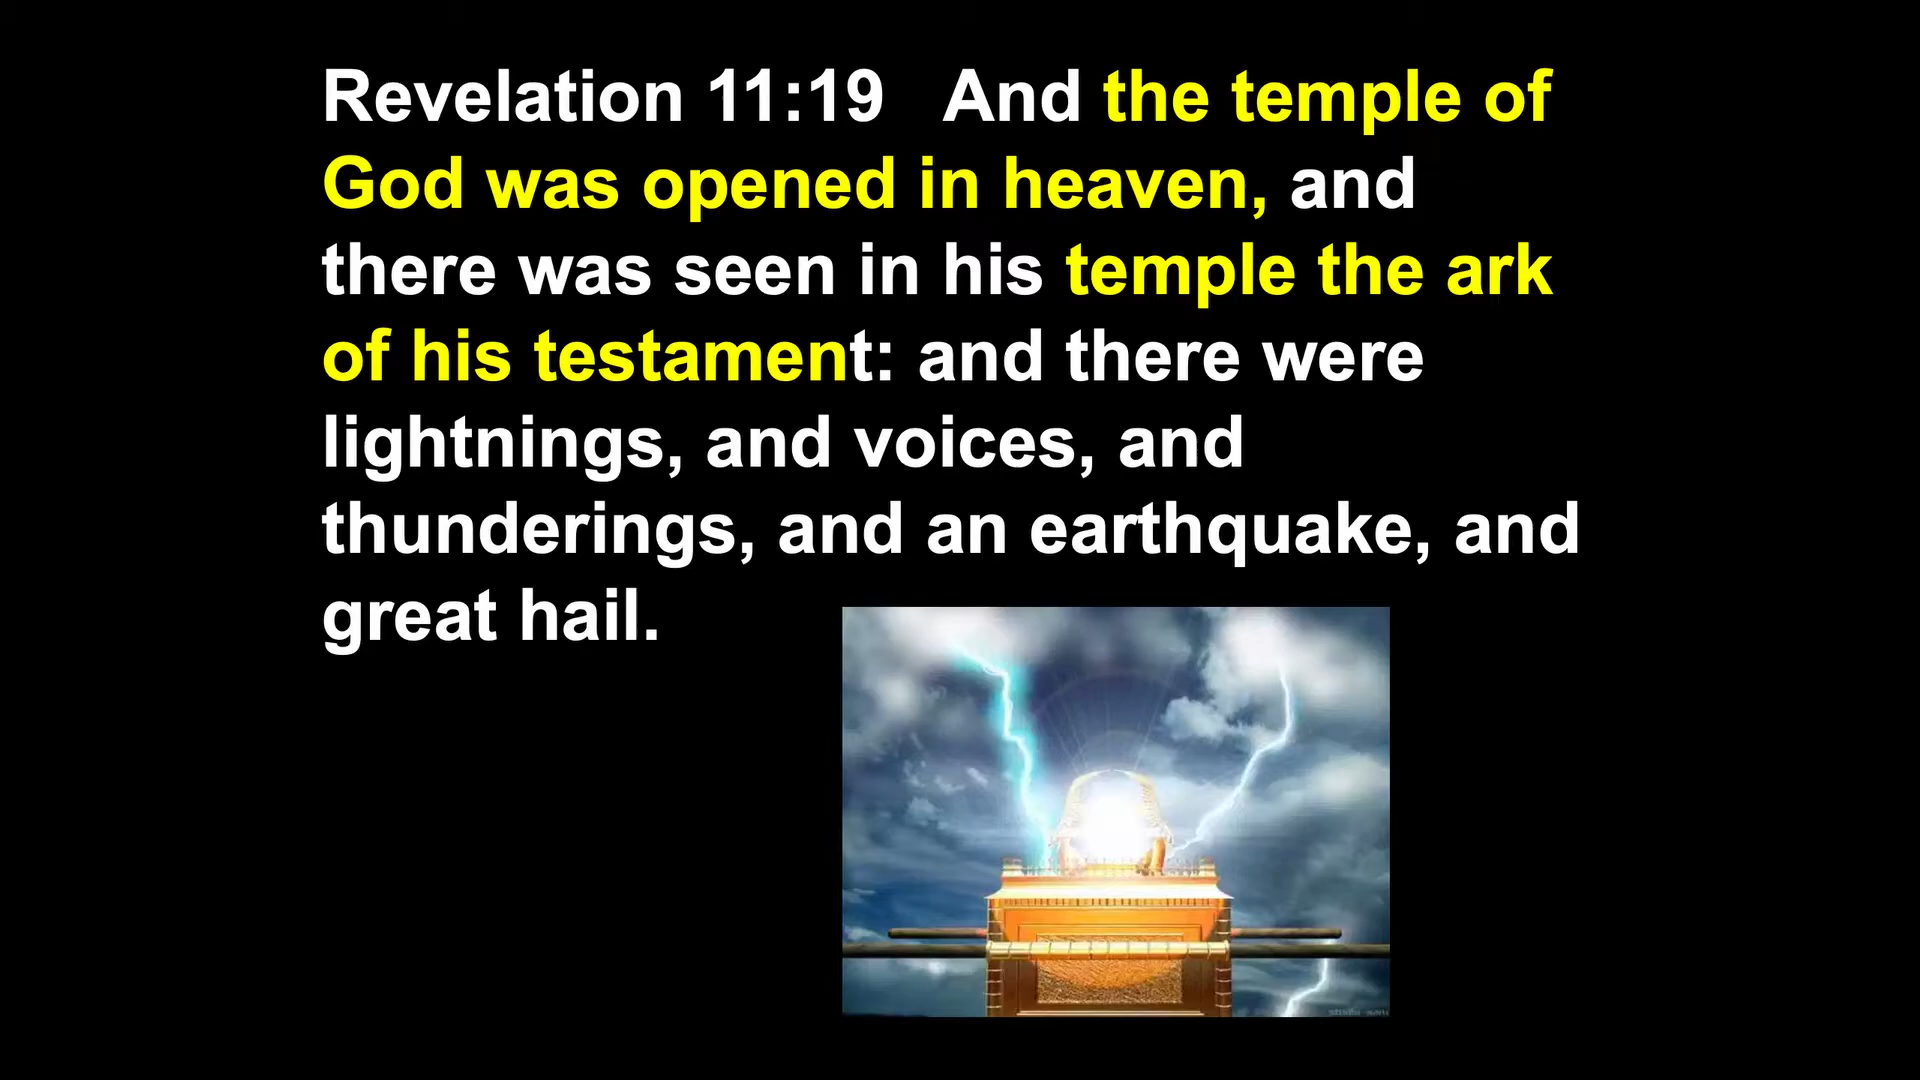 Revelation 11:19   And the temple of
God was opened in heaven, and
there was seen in his temple the ark
of his testament: and there were
lightnings, and voices, and
thunderings, and an earthquake, and
great hail.